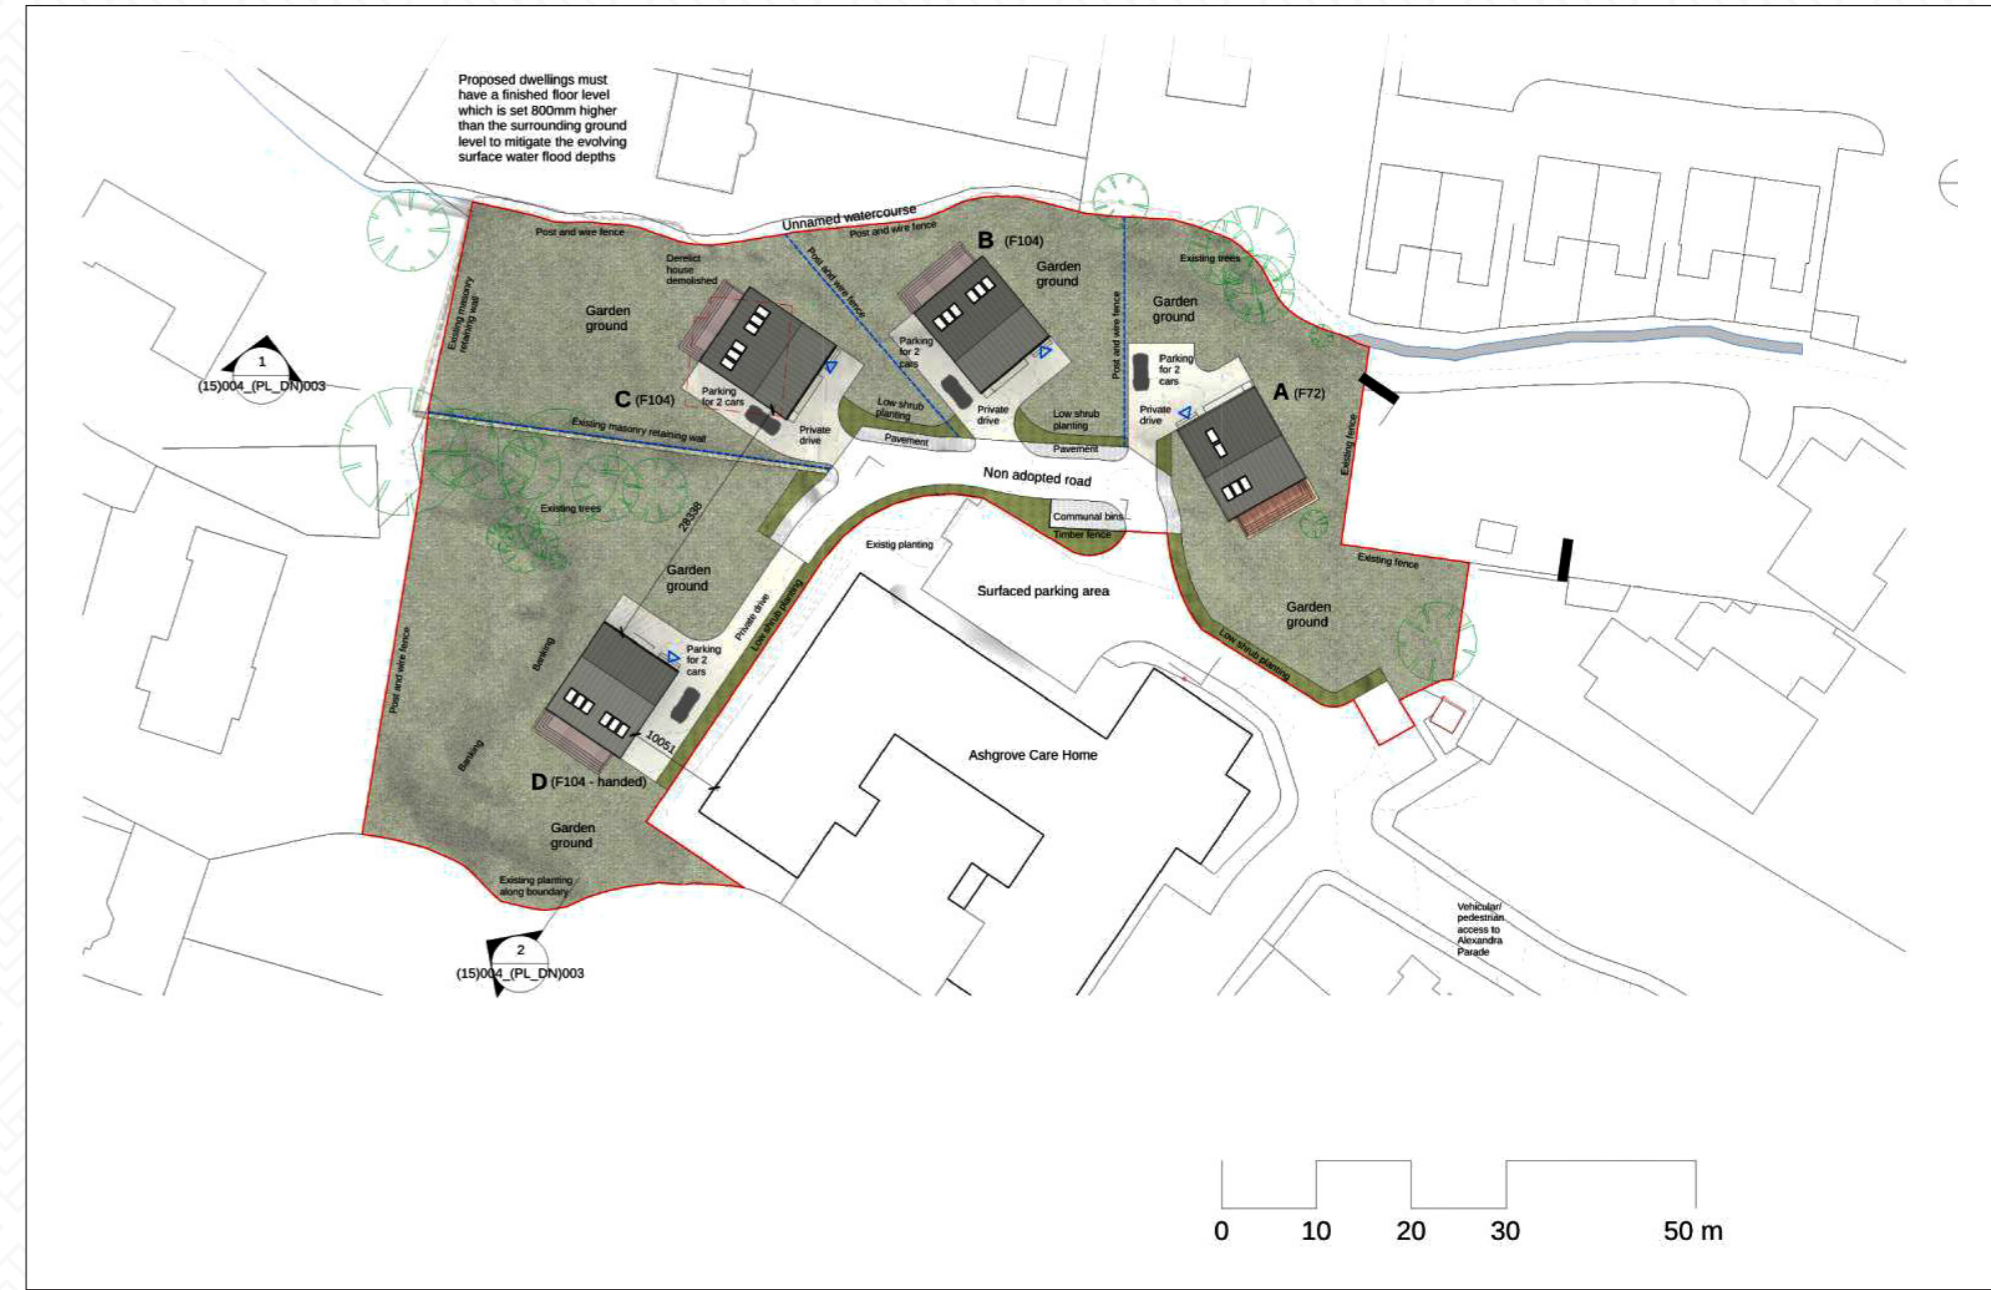 Proposed dwellings must
have a finished floor level
which is set 800mm higher
than the surrounding ground
level to mitigate the evolving
surface water flood depths
Unnamed watercourse
Post and wire fence
Post and wire fence
B (F104)
Derelict
house
demolished
Post and wire fence
Garden
ground
Existing trees
Existing masonry
retaining wall
Garden
ground
Garden
ground
Post and wire fence
Parking
for 2
cars
Parking
for 2
cars
1
(15)004_(PL_DN)003
C (F104)
Parking
for 2 cars
A (F72)
Low shrub
planting
Private
drive
Low shrub
planting
Private
drive
Existing masonry retaining wall
Private
drive
Pavement
Pavement
Existing fence
Non adopted road
Existing trees
28338
Communal bins
Timber fence
Existig planting
Existing fence
Garden
ground
Surfaced parking area
Private drive
Low shrub planting
Garden
ground
Banking
Parking
for 2
cars
Low shrub planting
Post and wire fence
10051
Banking
Ashgrove Care Home
D (F104 - handed)
Garden
ground
Existing planting
along boundary
Vehicular/
pedestrian
access to
Alexandra
Parade
2
(15)004_(PL_DN)003
0 10 20 30 50 m